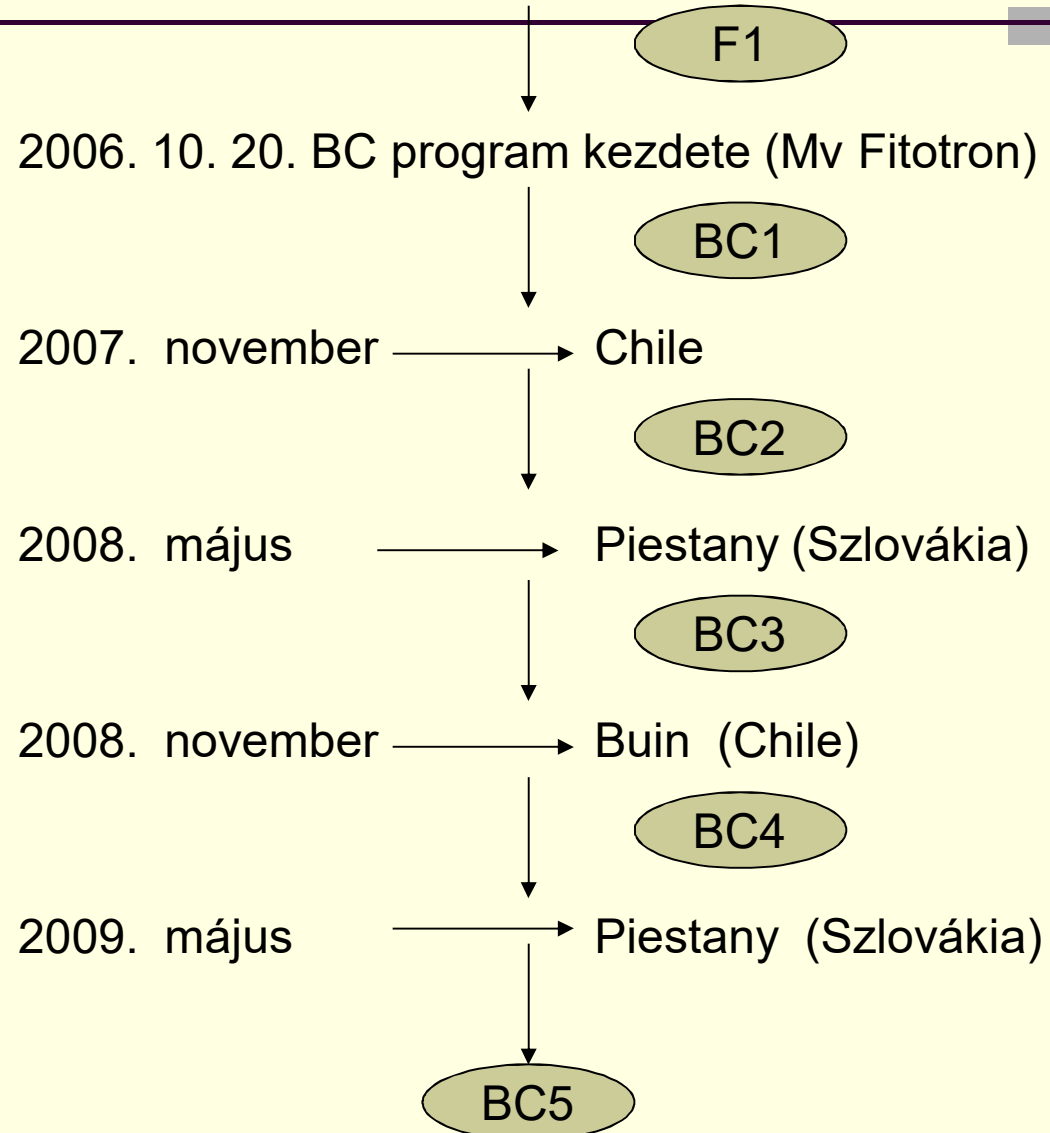 F1
2006. 10. 20. BC program kezdete (Mv Fitotron)
BC1
2007. november Chile
BC2
2008. május Piestany (Szlovákia)
BC3
2008. november Buin (Chile)
BC4
2009. május Piestany (Szlovákia)
BC5